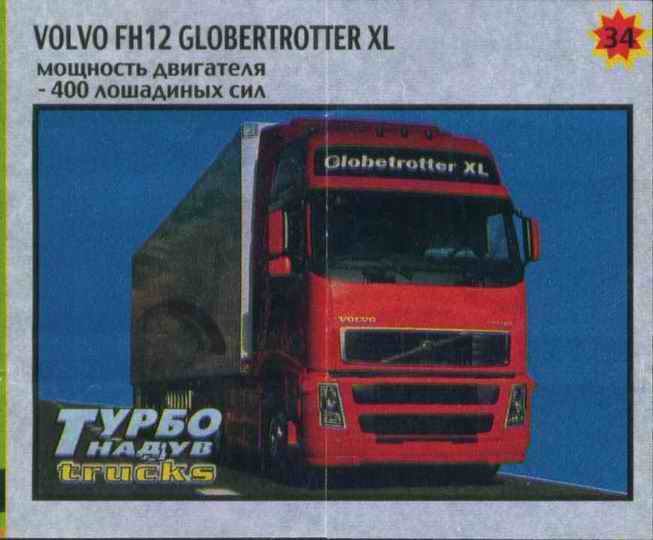 VOLVO FH12 GLOBERTROTTER XL
34
мощность двигателя
- 400 лошадиных сил
Globetrotter XL
VOLVO
ТУРБО
НАДУВ
trucks